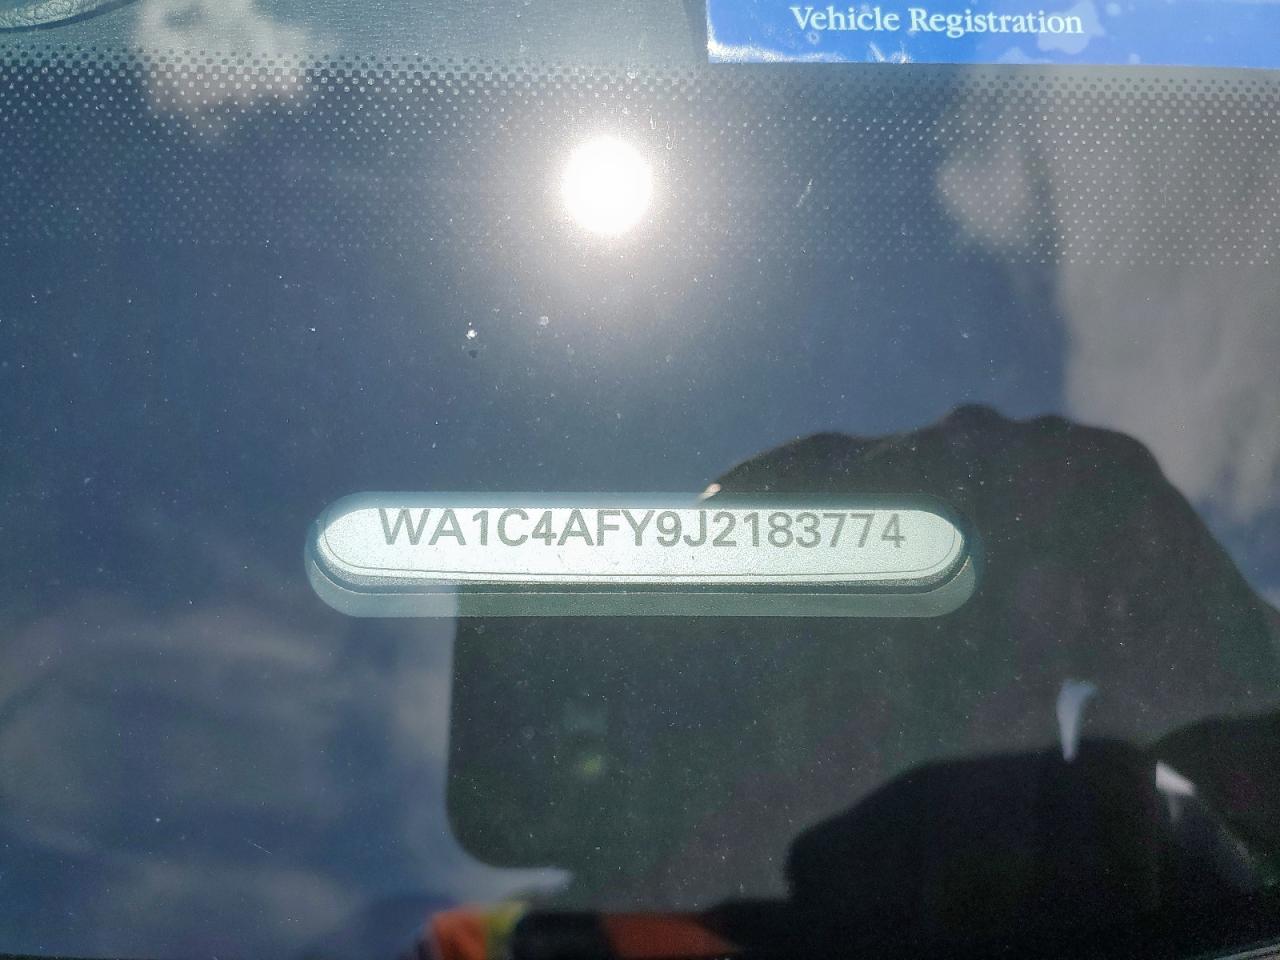 Vehicle Registration
WA1C4AFY9J2183774